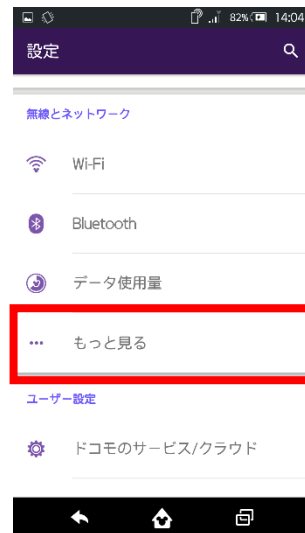 82% 14:04
設定
無線とネットワーク
Wi-Fi
Bluetooth
データ使用量
もっと見る
ユーザー設定
ドコモのサービス/クラウド